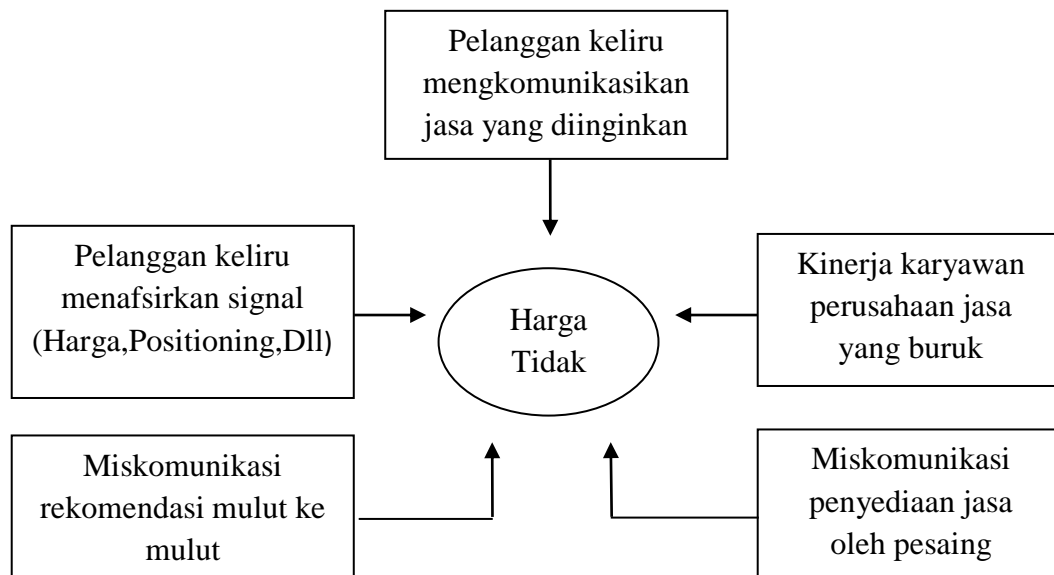 Pelanggan keliru
mengkomunikasikan
jasa yang diinginkan
Pelanggan keliru
menafsirkan signal
(Harga,Positioning,Dll)
Harga
Tidak
Kinerja karyawan
perusahaan jasa
yang buruk
Miskomunikasi
rekomendasi mulut ke
mulut
Miskomunikasi
penyediaan jasa
oleh pesaing